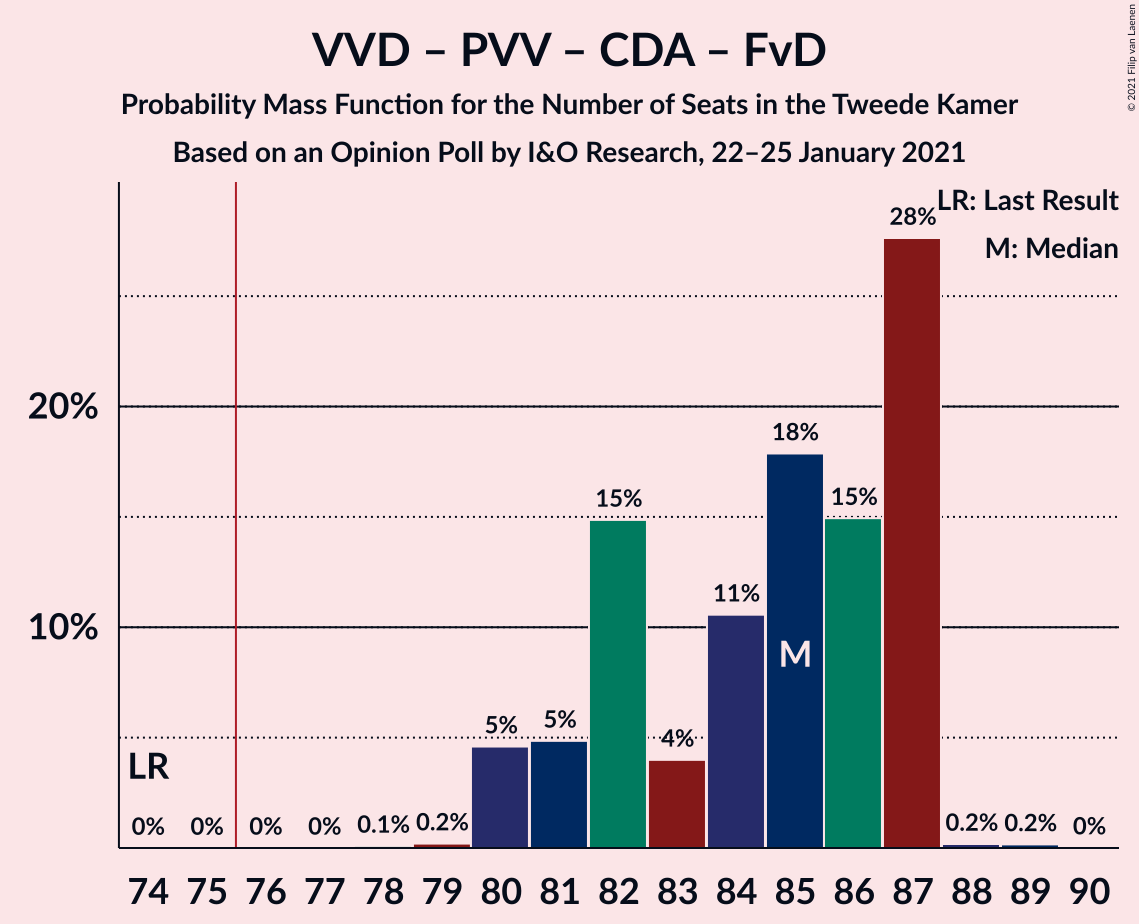 VVD – PVV – CDA – FvD
Probability Mass Function for the Number of Seats in the Tweede Kamer
Based on an Opinion Poll by I&O Research, 22–25 January 2021
© 2021 Filip van Laenen
LR: Last Result
M: Median
28%
20%
18%
15%
15%
11%
10%
M
5%
5%
4%
LR
0%
0%
0%
0%
0.1%
0.2%
0.2%
0.2%
0%
74 75 76 77 78 79 80 81 82 83 84 85 86 87 88 89 90